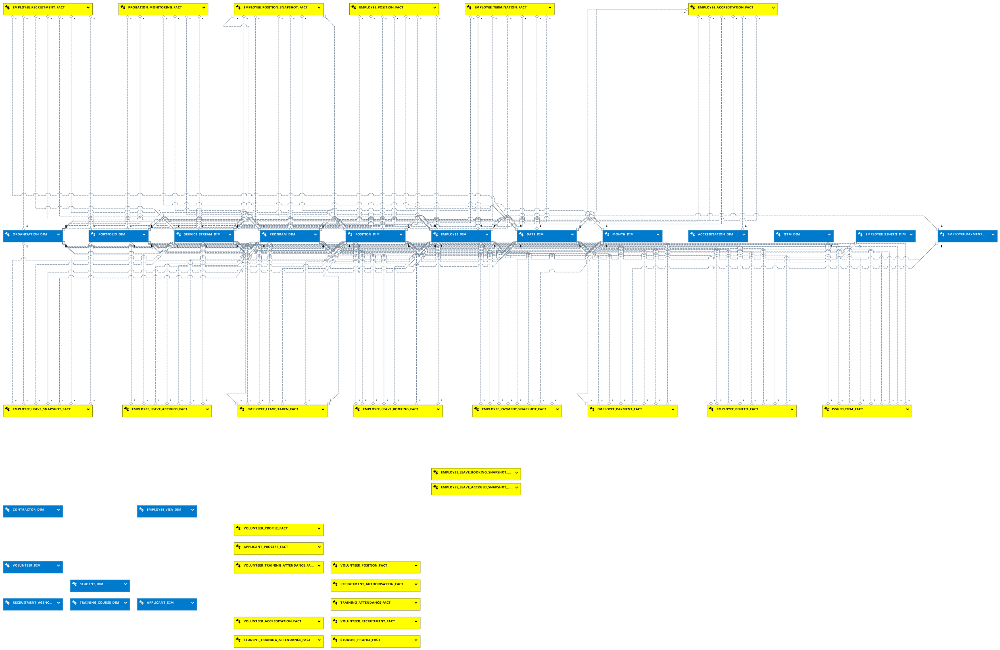 EMPLOYEE_RECRUITMENT_FACT
PROBATION_MONITORING_FACT
EMPLOYEE_POSITION_SNAPSHOT_FACT
EMPLOYEE_POSITION_FACT
EMPLOYEE_TERMINATION_FACT
EMPLOYEE_ACCREDITATION_FACT
ORGANISATION_DIM
PORTFOLIO_DIM
SERVICE_STREAM_DIM
PROGRAM_DIM
POSITION_DIM
EMPLOYEE_DIM
DATE_DIM
MONTH_DIM
ACCREDITATION_DIM
ITEM_DIM
EMPLOYEE_BENEFIT_DIM
EMPLOYEE_PAYMENT_...
EMPLOYEE_LEAVE_SNAPSHOT_FACT
EMPLOYEE_LEAVE_ACCRUED_FACT
EMPLOYEE_LEAVE_TAKEN_FACT
EMPLOYEE_LEAVE_BOOKING_FACT
EMPLOYEE_PAYMENT_SNAPSHOT_FACT
EMPLOYEE_PAYMENT_FACT
EMPLOYEE_BENEFIT_FACT
ISSUED_ITEM_FACT
EMPLOYEE_LEAVE_BOOKING_SNAPSHOT_...
EMPLOYEE_LEAVE_ACCRUED_SNAPSHOT_...
CONTRACTOR_DIM
EMPLOYEE_VISA_DIM
VOLUNTEER_PROFILE_FACT
APPLICANT_PROCESS_FACT
VOLUNTEER_DIM
VOLUNTEER_TRAINING_ATTENDANCE_FA...
VOLUNTEER_POSITION_FACT
STUDENT_DIM
RECRUITMENT_AUTHORISATION_FACT
RECRUITMENT_AGENC...
TRAINING_COURSE_DIM
APPLICANT_DIM
TRAINING_ATTENDANCE_FACT
VOLUNTEER_ACCREDITATION_FACT
VOLUNTEER_RECRUITMENT_FACT
STUDENT_TRAINING_ATTENDANCE_FACT
STUDENT_PROFILE_FACT